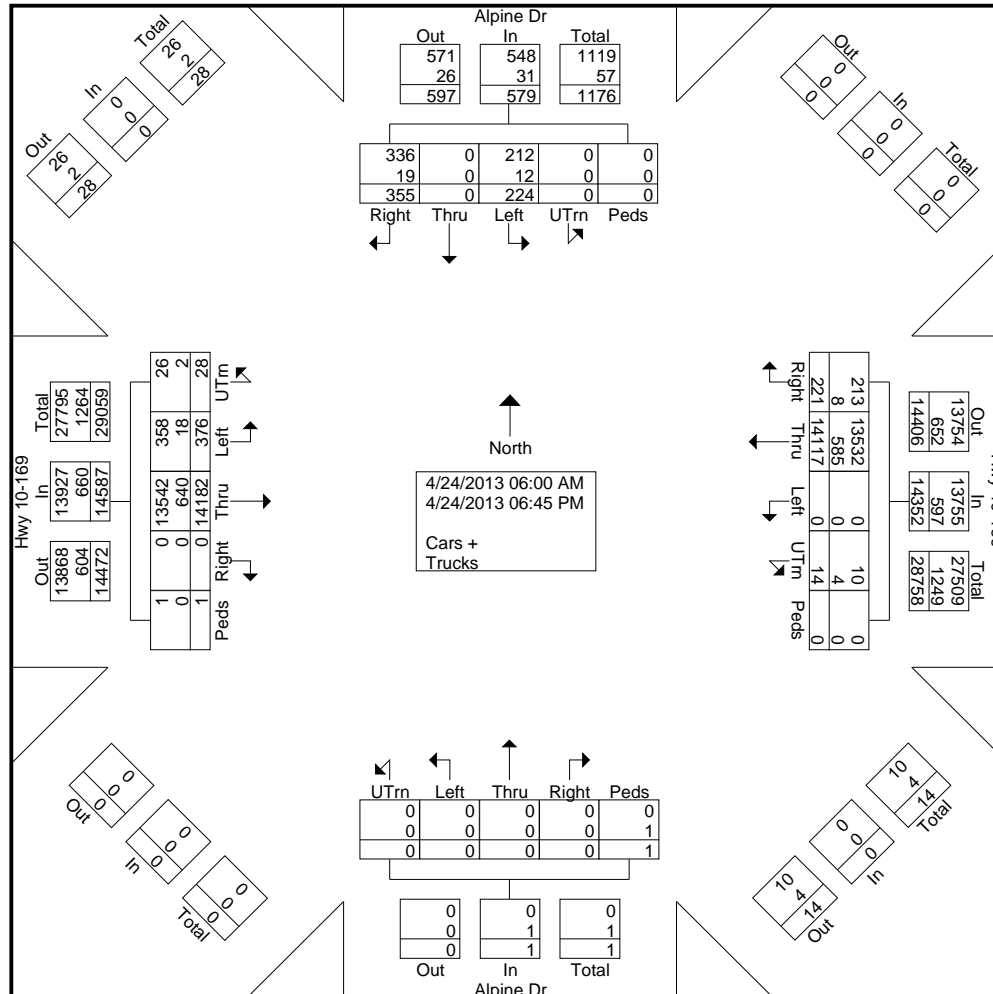 Alpine Dr
Out In Total
571 548 1119
26 31 57
597 579 1176
336 0 212 0 0
19 0 12 0 0
355 0 224 0 0
Right Thru Left UTrn Peds
Total
26
2
28
In
0
0
0
Out
26
2
28
Out
0
0
0
In
0
0
0
Total
0
0
0
Hwy 10-169
Total
27795
1264
29059
In
13927
660
14587
Out
13868
604
14472
26 2 28 UTrn
358 18 376 Left
13542 640 14182 Thru
0 0 0 Right
1 0 1 Peds
North
4/24/2013 06:00 AM
4/24/2013 06:45 PM
Cars +
Trucks
Right 221 8 213
Thru 14117 585 13532
Left 0 0 0
UTrn 14 4 10
Peds 0 0 0
Out
13754
652
14406
In
13755
597
14352
Total
27509
1249
28758
0
0
0
Out
0
0
0
In
0
0
0
Total
UTrn Left Thru Right Peds
0 0 0 0 0
0 0 0 0 1
0 0 0 0 1
0 0 0
0 1 1
0 1 1
Out In Total
Alpine Dr
10
4
14
Total
0
0
0
In
10
4
14
Out